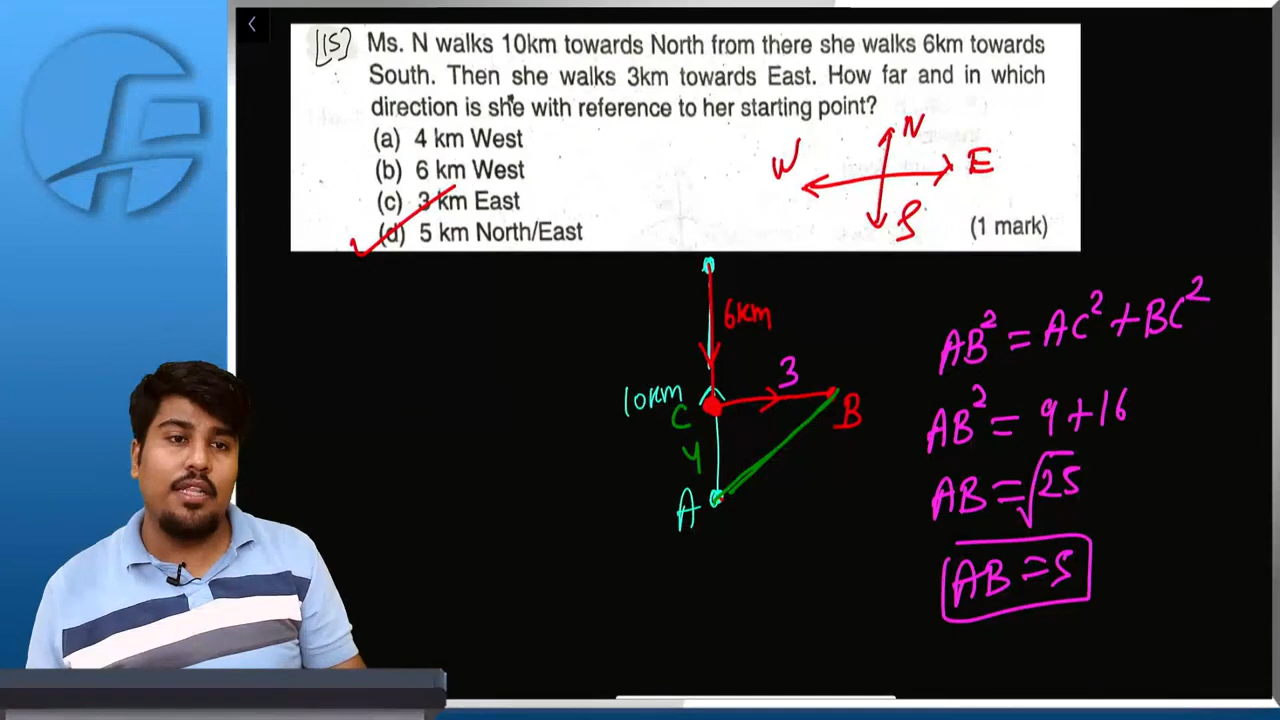 [15] Ms. N walks 10km towards North from there she walks 6km towards
South. Then she walks 3km towards East. How far and in which
direction is she with reference to her starting point?
(a) 4 km West
(b) 6 km West
(c) 3 km East
(d) 5 km North/East
(1 mark)
N
W
E
S
6km
3
10km
C
B
4
A
AB² = AC² + BC²
AB² = 9 + 16
AB = √25
AB = 5